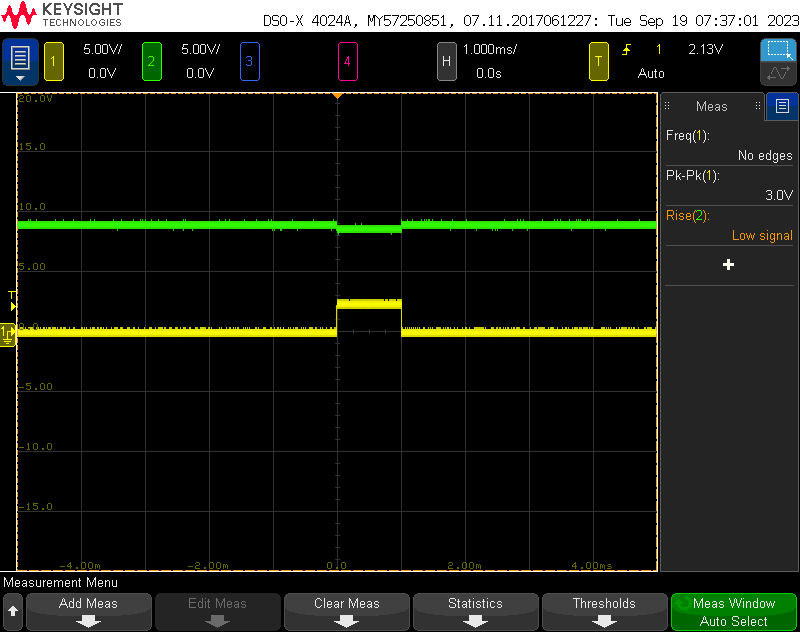 KEYSIGHT
TECHNOLOGIES
DSO-X 4024A, MY57250851, 07.11.2017061227: Tue Sep 19 07:37:01 2023
1 5.00V/ 2 5.00V/ 3 4 H 1.000ms/ T 1 2.13V
0.0V 0.0V 0.0s Auto
20.0V
15.0
10.0
5.00
0.0
-5.00
-10.0
-15.0
T
1
-4.00m -2.00m 0.0 2.00m 4.00ms
Meas
Freq(1):
No edges
Pk-Pk(1):
3.0V
Rise(2):
Low signal
Measurement Menu
Add Meas
Edit Meas
Clear Meas
Statistics
Thresholds
Meas Window
Auto Select